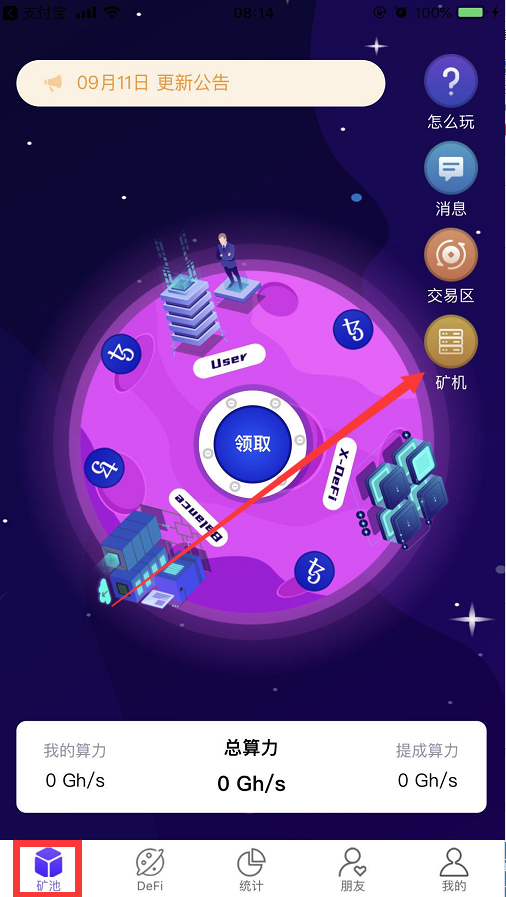 支付宝
08:14
100%
09月11日 更新公告
怎么玩
消息
交易区
矿机
User
领取
X-DeFi
Balance
我的算力
总算力
提成算力
0 Gh/s
0 Gh/s
0 Gh/s
矿池
DeFi
统计
朋友
我的